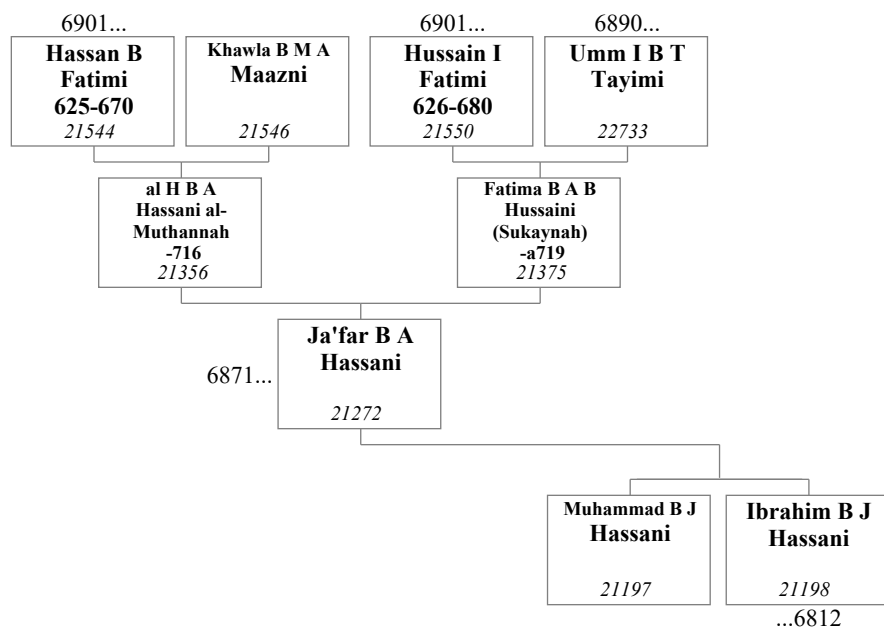 6901...
6901...
6890...
Hassan B
Fatimi
625-670
21544
Khawla B M A
Maazni
21546
Hussain I
Fatimi
626-680
21550
Umm I B T
Tayimi
22733
al H B A
Hassani al-
Muthannah
-716
21356
Fatima B A B
Hussaini
(Sukaynah)
-a719
21375
6871...
Ja'far B A
Hassani
21272
Muhammad B J
Hassani
21197
Ibrahim B J
Hassani
21198
...6812